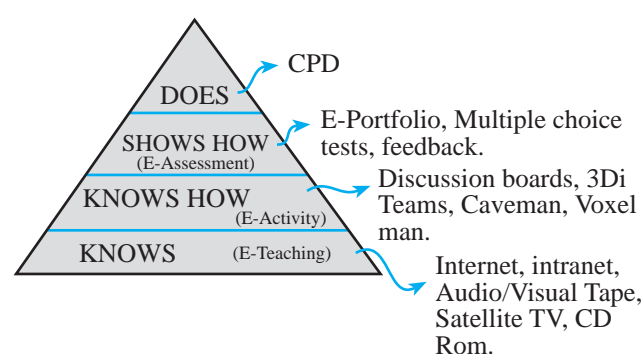 CPD
DOES
E-Portfolio, Multiple choice
tests, feedback.
SHOWS HOW
(E-Assessment)
Discussion boards, 3Di
Teams, Caveman, Voxel
man.
KNOWS HOW
(E-Activity)
KNOWS (E-Teaching)
Internet, intranet,
Audio/Visual Tape,
Satellite TV, CD
Rom.